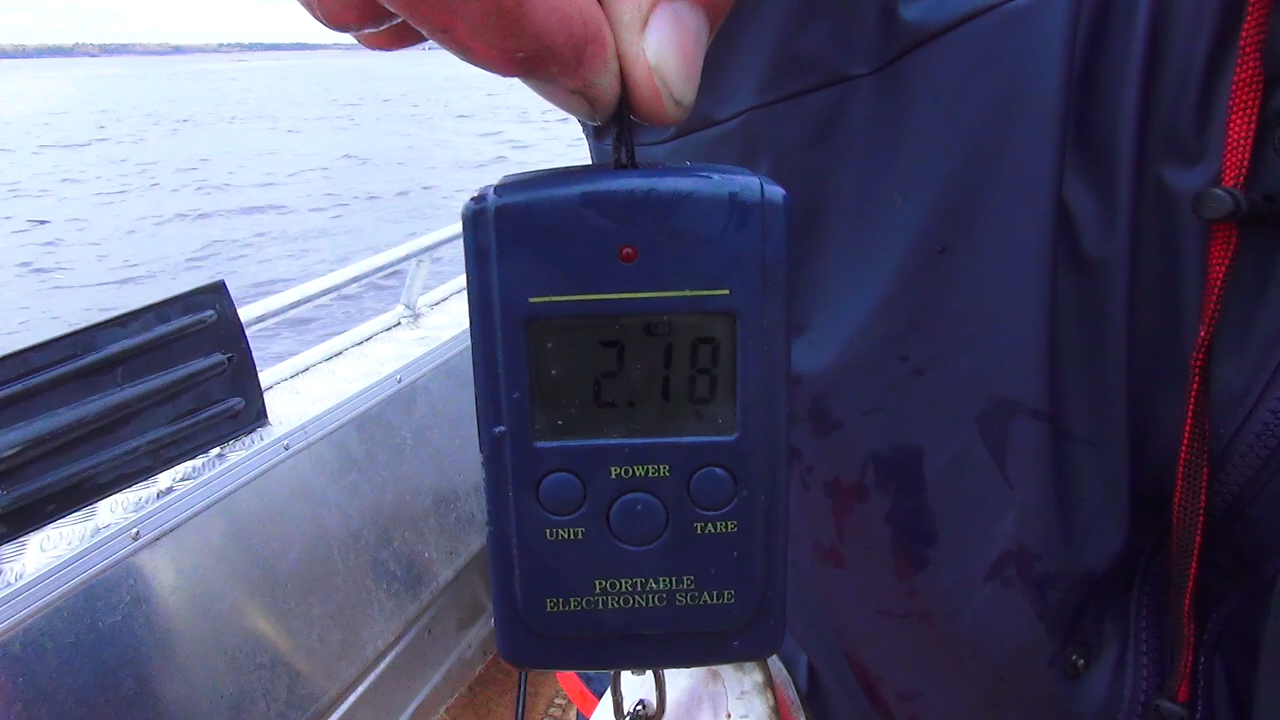 2.18
POWER
UNIT
TARE
PORTABLE
ELECTRONIC SCALE